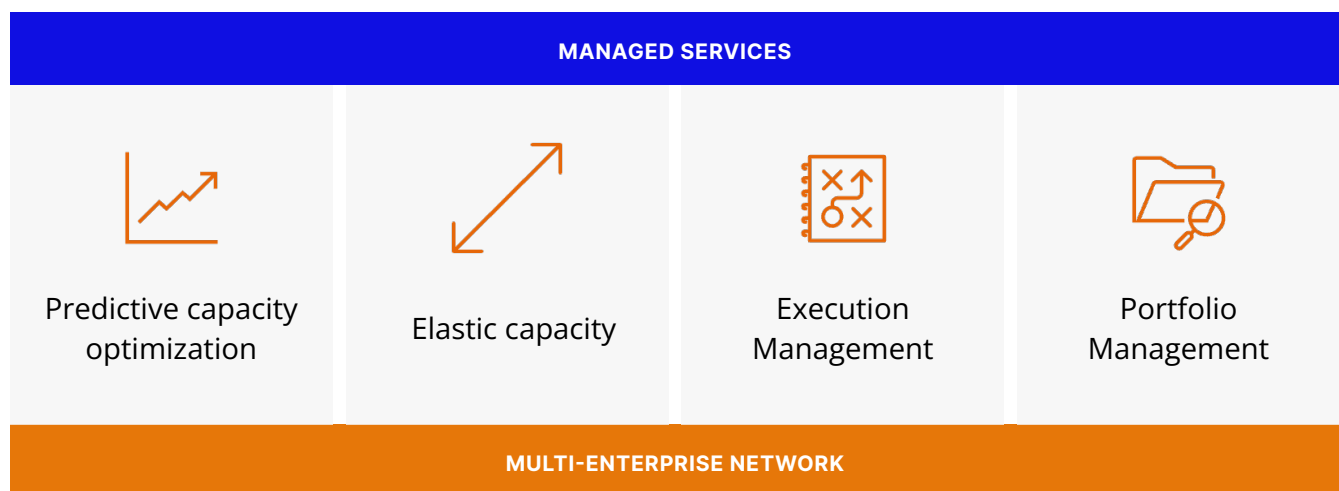 MANAGED SERVICES
Predictive capacity
optimization
Elastic capacity
Execution
Management
Portfolio
Management
MULTI-ENTERPRISE NETWORK